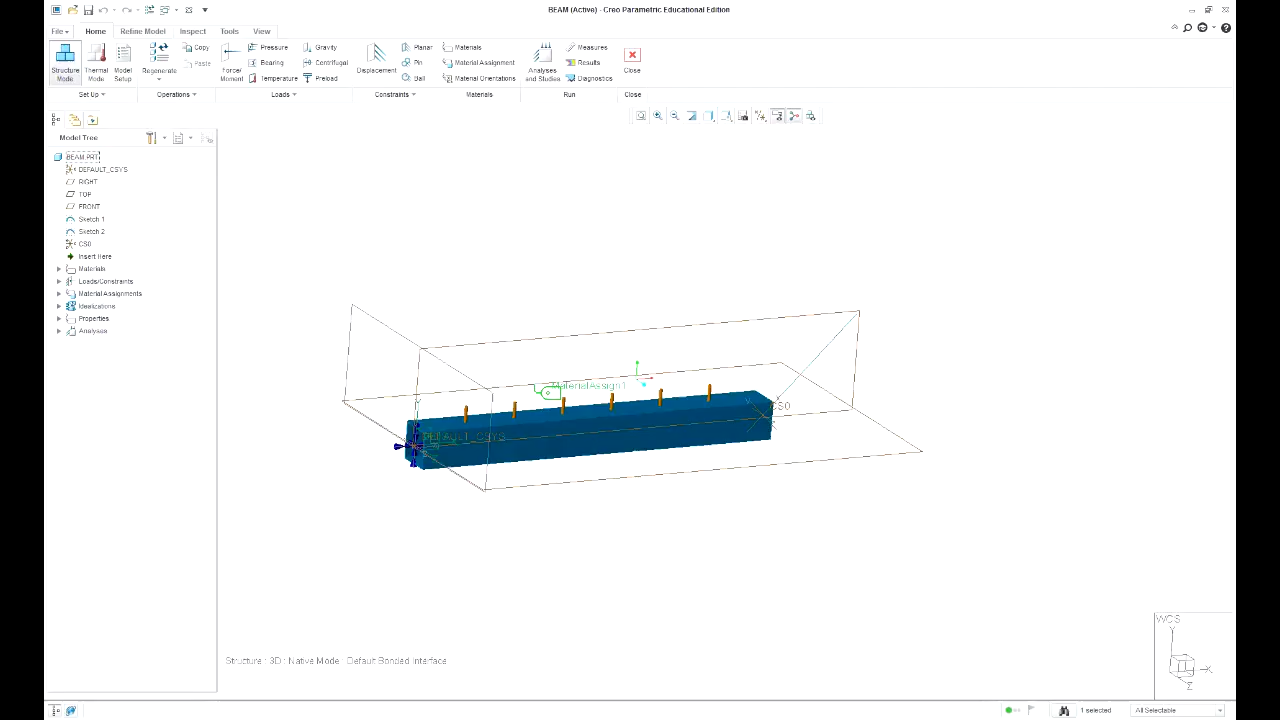 BEAM (Active) - Creo Parametric Educational Edition
File Home Refine Model Inspect Tools View
Structure Mode
Thermal Mode
Model Setup
Regenerate
Copy
Paste
Force/Moment
Pressure
Bearing
Temperature
Gravity
Centrifugal
Preload
Displacement
Planar
Pin
Ball
Materials
Material Assignment
Material Orientations
Analyses and Studies
Measures
Results
Diagnostics
Close
Set Up Operations Loads Constraints Materials Run Close
Model Tree
BEAM.PRT
DEFAULT_CSYS
RIGHT
TOP
FRONT
Sketch 1
Sketch 2
CS0
Insert Here
Materials
Loads/Constraints
Material Assignments
Idealizations
Properties
Analyses
MaterialAssign1
CS0
DEFAULT_CSYS
Structure : 3D : Native Mode : Default Bonded Interface
WCS
Y
X
Z
1 selected
All Selectable